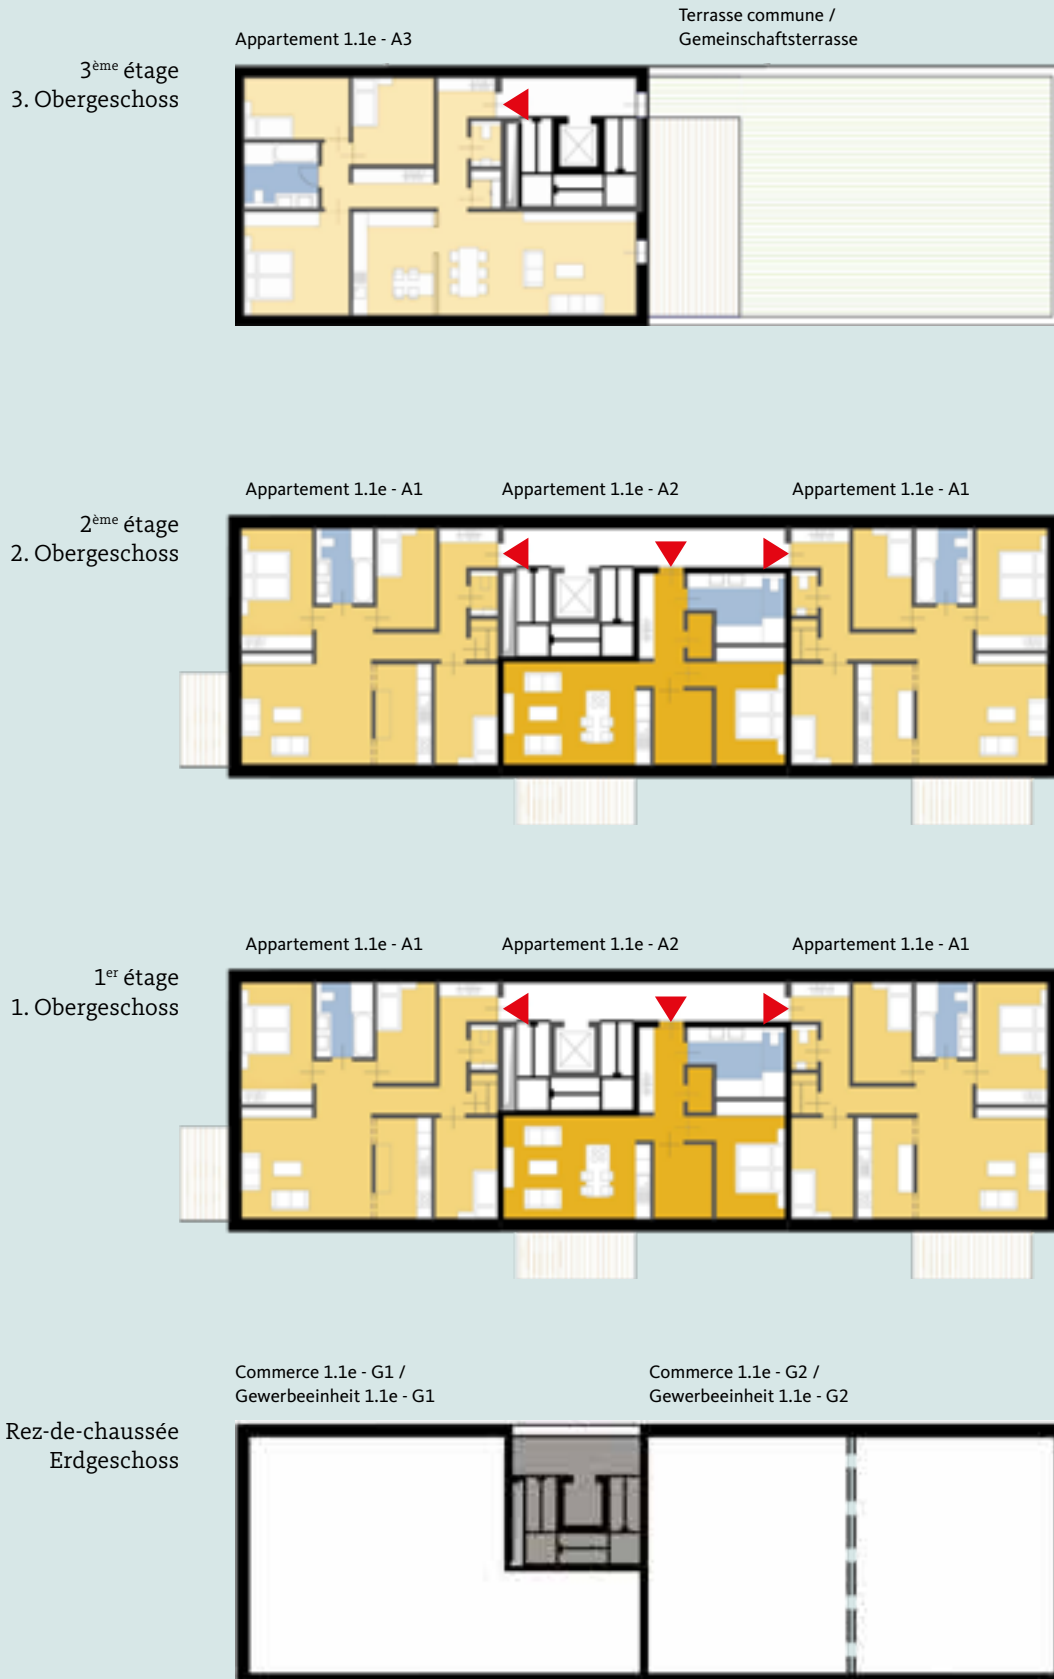 Appartement 1.1e - A3
Terrasse commune /
Gemeinschaftsterrasse
3ème étage
3. Obergeschoss
Appartement 1.1e - A1
Appartement 1.1e - A2
Appartement 1.1e - A1
2ème étage
2. Obergeschoss
Appartement 1.1e - A1
Appartement 1.1e - A2
Appartement 1.1e - A1
1er étage
1. Obergeschoss
Commerce 1.1e - G1 /
Gewerbeeinheit 1.1e - G1
Commerce 1.1e - G2 /
Gewerbeeinheit 1.1e - G2
Rez-de-chaussée
Erdgeschoss